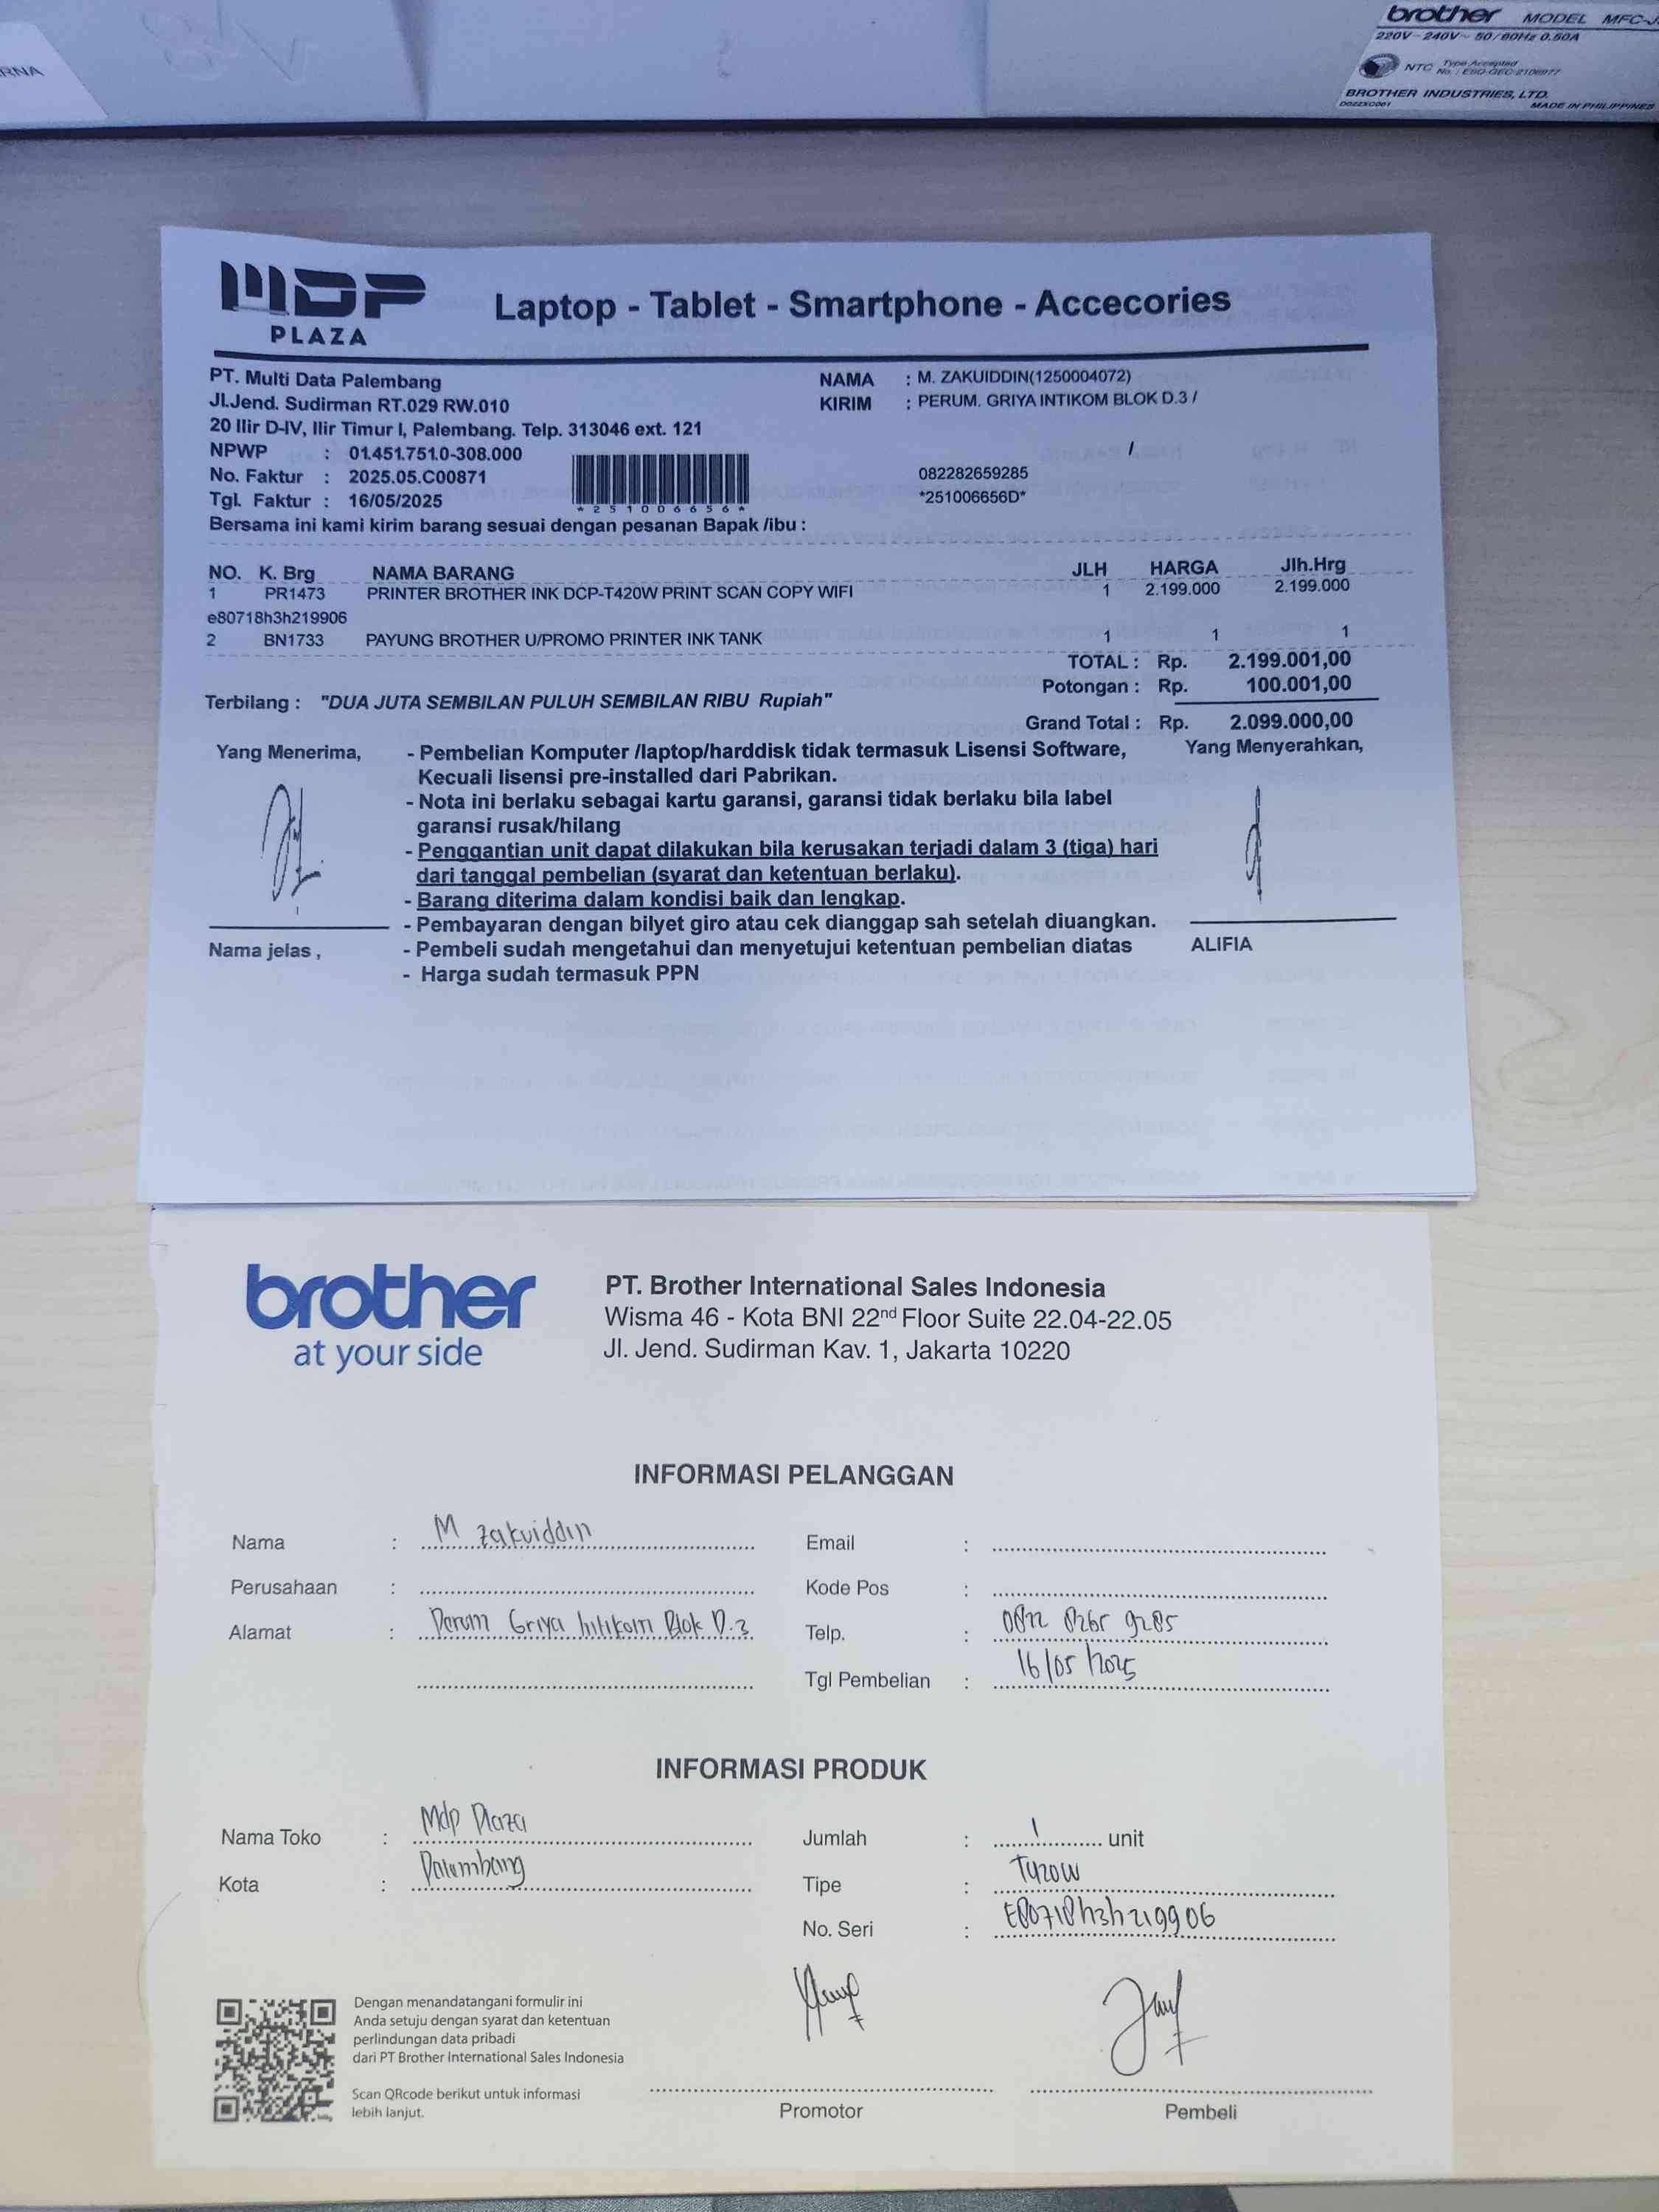 RNA
brother MODEL MFC-J
220V-240V~ 50/60Hz 0.50A
NTC Type Accepted
No.: ESD-GEC-2106977
BROTHER INDUSTRIES, LTD.
D022XC001 MADE IN PHILIPPINES
MDP PLAZA
Laptop - Tablet - Smartphone - Accecories
PT. Multi Data Palembang
Jl.Jend. Sudirman RT.029 RW.010
20 Ilir D-IV, Ilir Timur I, Palembang. Telp. 313046 ext. 121
NPWP : 01.451.751.0-308.000
No. Faktur : 2025.05.C00871
Tgl. Faktur : 16/05/2025
*251006656*
NAMA : M. ZAKUIDDIN(1250004072)
KIRIM : PERUM. GRIYA INTIKOM BLOK D.3 /
/
082282659285
*251006656D*
Bersama ini kami kirim barang sesuai dengan pesanan Bapak /ibu :
NO. K. Brg NAMA BARANG JLH HARGA Jlh.Hrg
1 PR1473 PRINTER BROTHER INK DCP-T420W PRINT SCAN COPY WIFI 1 2.199.000 2.199.000
e80718h3h219906
2 BN1733 PAYUNG BROTHER U/PROMO PRINTER INK TANK 1 1 1
TOTAL : Rp. 2.199.001,00
Potongan : Rp. 100.001,00
Terbilang : "DUA JUTA SEMBILAN PULUH SEMBILAN RIBU Rupiah"
Grand Total : Rp. 2.099.000,00
Yang Menerima,
- Pembelian Komputer /laptop/harddisk tidak termasuk Lisensi Software,
Kecuali lisensi pre-installed dari Pabrikan.
- Nota ini berlaku sebagai kartu garansi, garansi tidak berlaku bila label
garansi rusak/hilang
- Penggantian unit dapat dilakukan bila kerusakan terjadi dalam 3 (tiga) hari
dari tanggal pembelian (syarat dan ketentuan berlaku).
- Barang diterima dalam kondisi baik dan lengkap.
- Pembayaran dengan bilyet giro atau cek dianggap sah setelah diuangkan.
- Pembeli sudah mengetahui dan menyetujui ketentuan pembelian diatas
- Harga sudah termasuk PPN
Yang Menyerahkan,
Nama jelas ,
ALIFIA
brother
at your side
PT. Brother International Sales Indonesia
Wisma 46 - Kota BNI 22nd Floor Suite 22.04-22.05
Jl. Jend. Sudirman Kav. 1, Jakarta 10220
INFORMASI PELANGGAN
Nama : M Zakuiddin
Perusahaan :
Alamat : Perum Griya Intikom Blok D.3
Email :
Kode Pos :
Telp. : 0822 8265 9285
Tgl Pembelian : 16/05/2025
INFORMASI PRODUK
Nama Toko : Mdp Plaza
Kota : Palembang
Jumlah : 1 unit
Tipe : T420W
No. Seri : E80718h3h219906
Dengan menandatangani formulir ini
Anda setuju dengan syarat dan ketentuan
perlindungan data pribadi
dari PT Brother International Sales Indonesia
Scan QRcode berikut untuk informasi
lebih lanjut.
Promotor
Pembeli